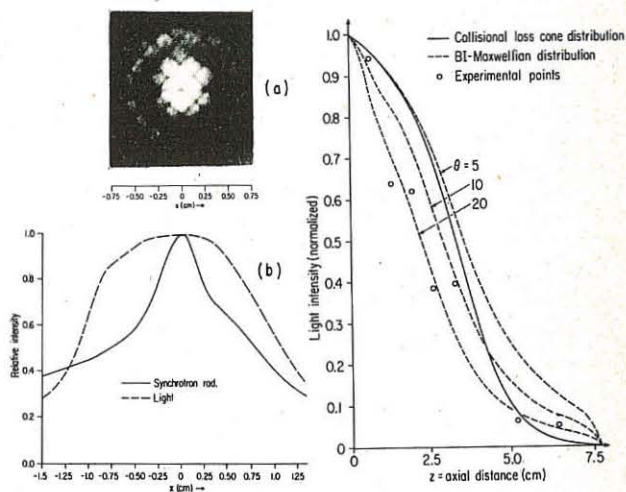 (a)
-0.75 -0.50 -0.25 0 0.25 0.50 0.75
x (cm) →
(b)
Relative intensity
1.0
0.8
0.6
0.4
0.2
0
Synchrotron rad.
Light
-1.5 -1.25 -1.0 -0.75 -0.5 -0.25 0 0.25 0.5 0.75 1.0 1.25
x (cm) →
Collisional loss cone distribution
BI-Maxwellian distribution
Experimental points
Light intensity (normalized)
1.0
0.9
0.8
0.7
0.6
0.5
0.4
0.3
0.2
0.1
0
θ = 5
10
20
2.5 5.0 7.5
z = axial distance (cm)